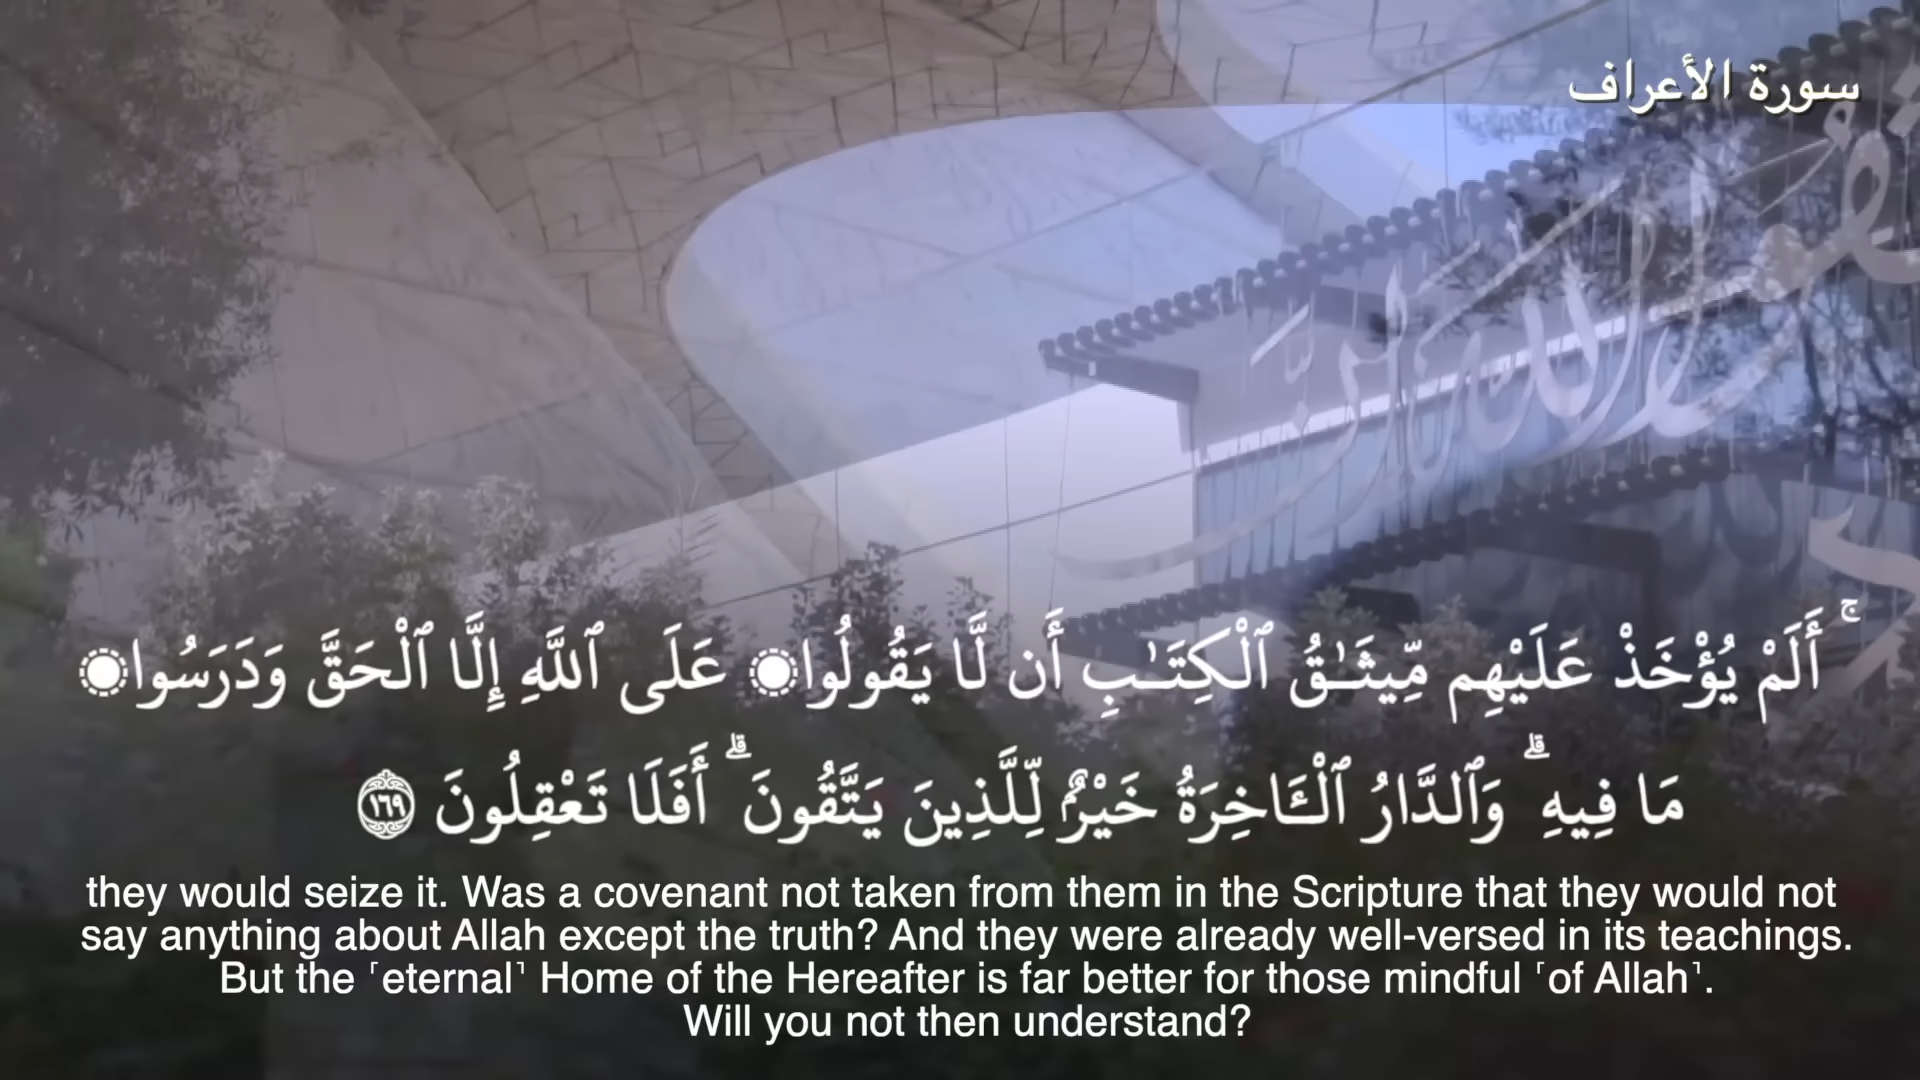 سورة الأعراف
ۚ أَلَمْ يُؤْخَذْ عَلَيْهِم مِّيثَـٰقُ ٱلْكِتَـٰبِ أَن لَّا يَقُولُوا۟ عَلَى ٱللَّهِ إِلَّا ٱلْحَقَّ وَدَرَسُوا۟
مَا فِيهِ ۗ وَٱلدَّارُ ٱلْـَٔاخِرَةُ خَيْرٌ لِّلَّذِينَ يَتَّقُونَ ۗ أَفَلَا تَعْقِلُونَ ١٦٩
they would seize it. Was a covenant not taken from them in the Scripture that they would not
say anything about Allah except the truth? And they were already well-versed in its teachings.
But the ˹eternal˺ Home of the Hereafter is far better for those mindful ˹of Allah˺.
Will you not then understand?